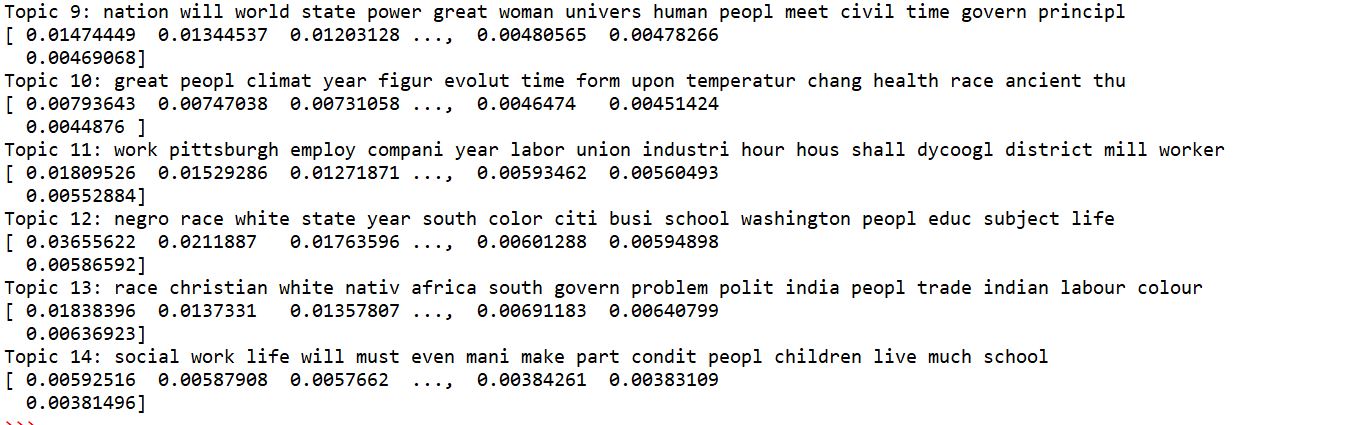 Topic 9: nation will world state power great woman univers human peopl meet civil time govern principl
[ 0.01474449  0.01344537  0.01203128 ...,  0.00480565  0.00478266
  0.00469068]
Topic 10: great peopl climat year figur evolut time form upon temperatur chang health race ancient thu
[ 0.00793643  0.00747038  0.00731058 ...,  0.0046474   0.00451424
  0.0044876 ]
Topic 11: work pittsburgh employ compani year labor union industri hour hous shall dycoogl district mill worker
[ 0.01809526  0.01529286  0.01271871 ...,  0.00593462  0.00560493
  0.00552884]
Topic 12: negro race white state year south color citi busi school washington peopl educ subject life
[ 0.03655622  0.0211887   0.01763596 ...,  0.00601288  0.00594898
  0.00586592]
Topic 13: race christian white nativ africa south govern problem polit india peopl trade indian labour colour
[ 0.01838396  0.0137331   0.01357807 ...,  0.00691183  0.00640799
  0.00636923]
Topic 14: social work life will must even mani make part condit peopl children live much school
[ 0.00592516  0.00587908  0.0057662  ...,  0.00384261  0.00383109
  0.00381496]